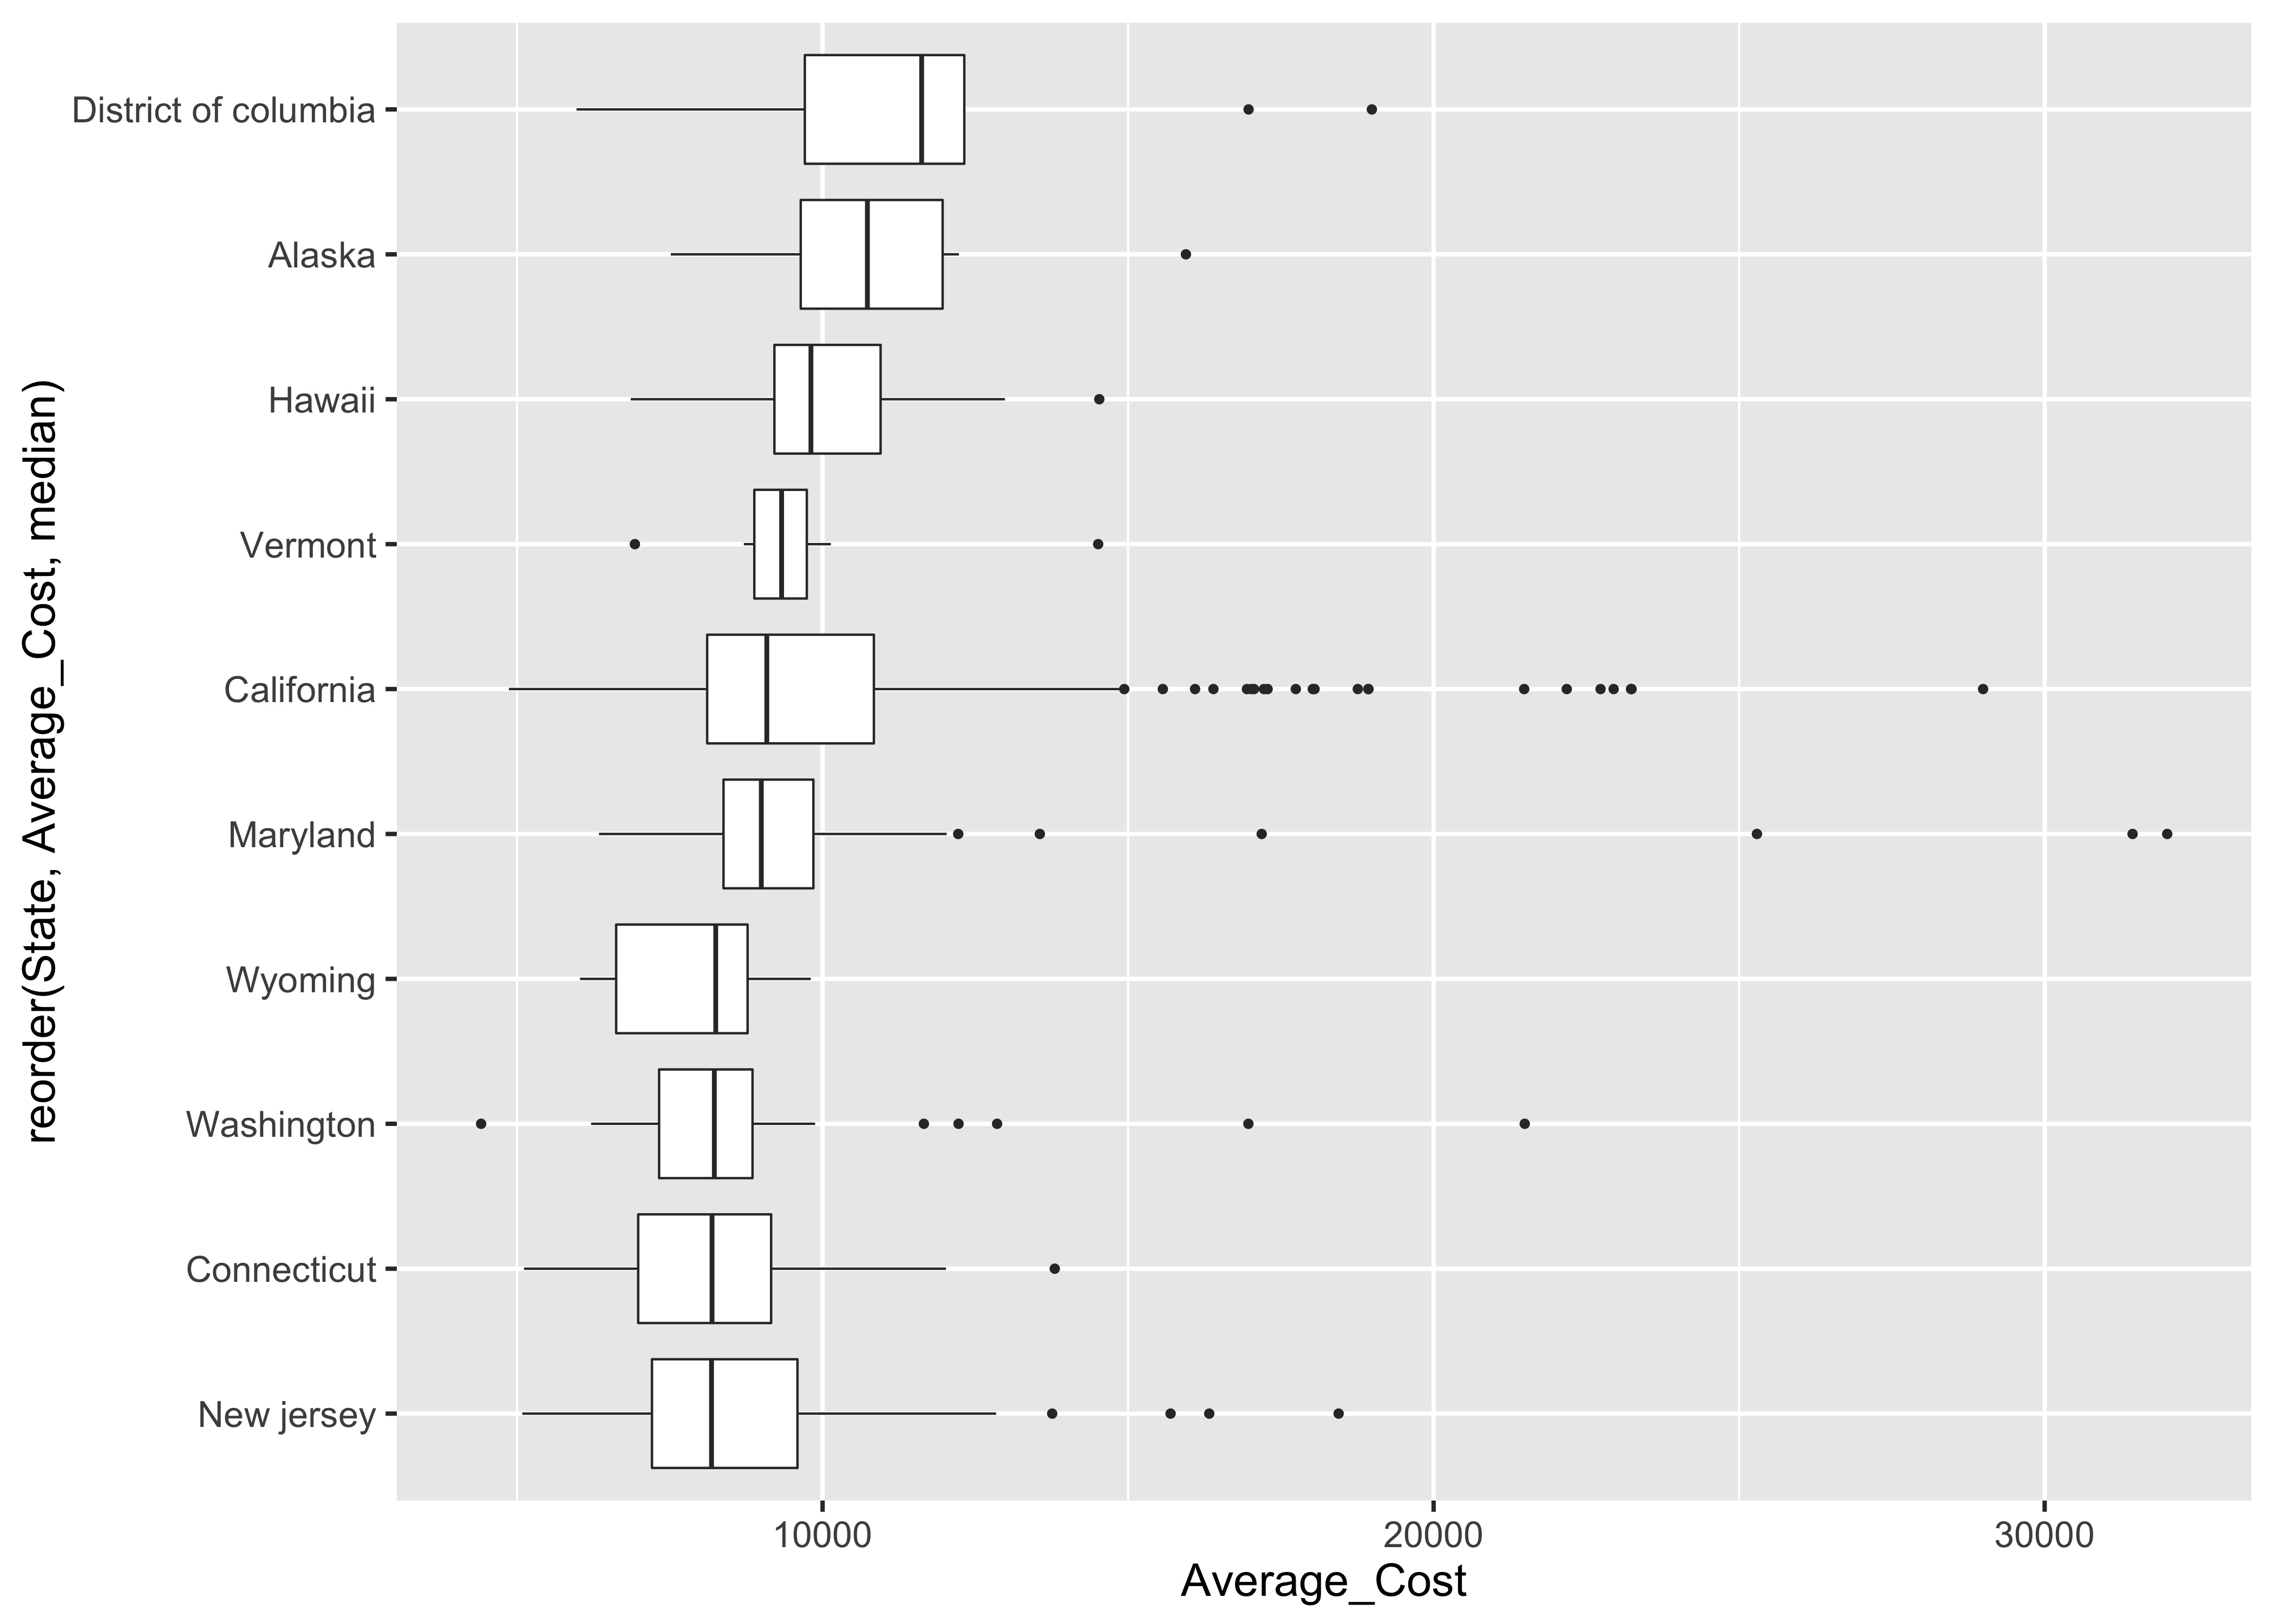 reorder(State, Average_Cost, median)
District of columbia
Alaska
Hawaii
Vermont
California
Maryland
Wyoming
Washington
Connecticut
New jersey
10000 20000 30000
Average_Cost